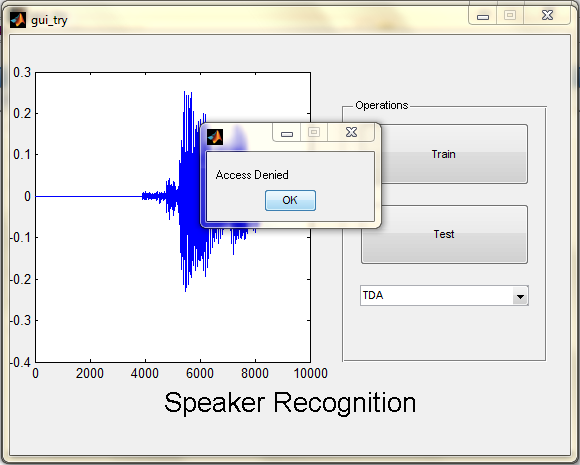 gui_try
0.3
0.2
0.1
0
-0.1
-0.2
-0.3
-0.4
0 2000 4000 6000 8000 10000
Access Denied
OK
Operations
Train
Test
TDA
Speaker Recognition